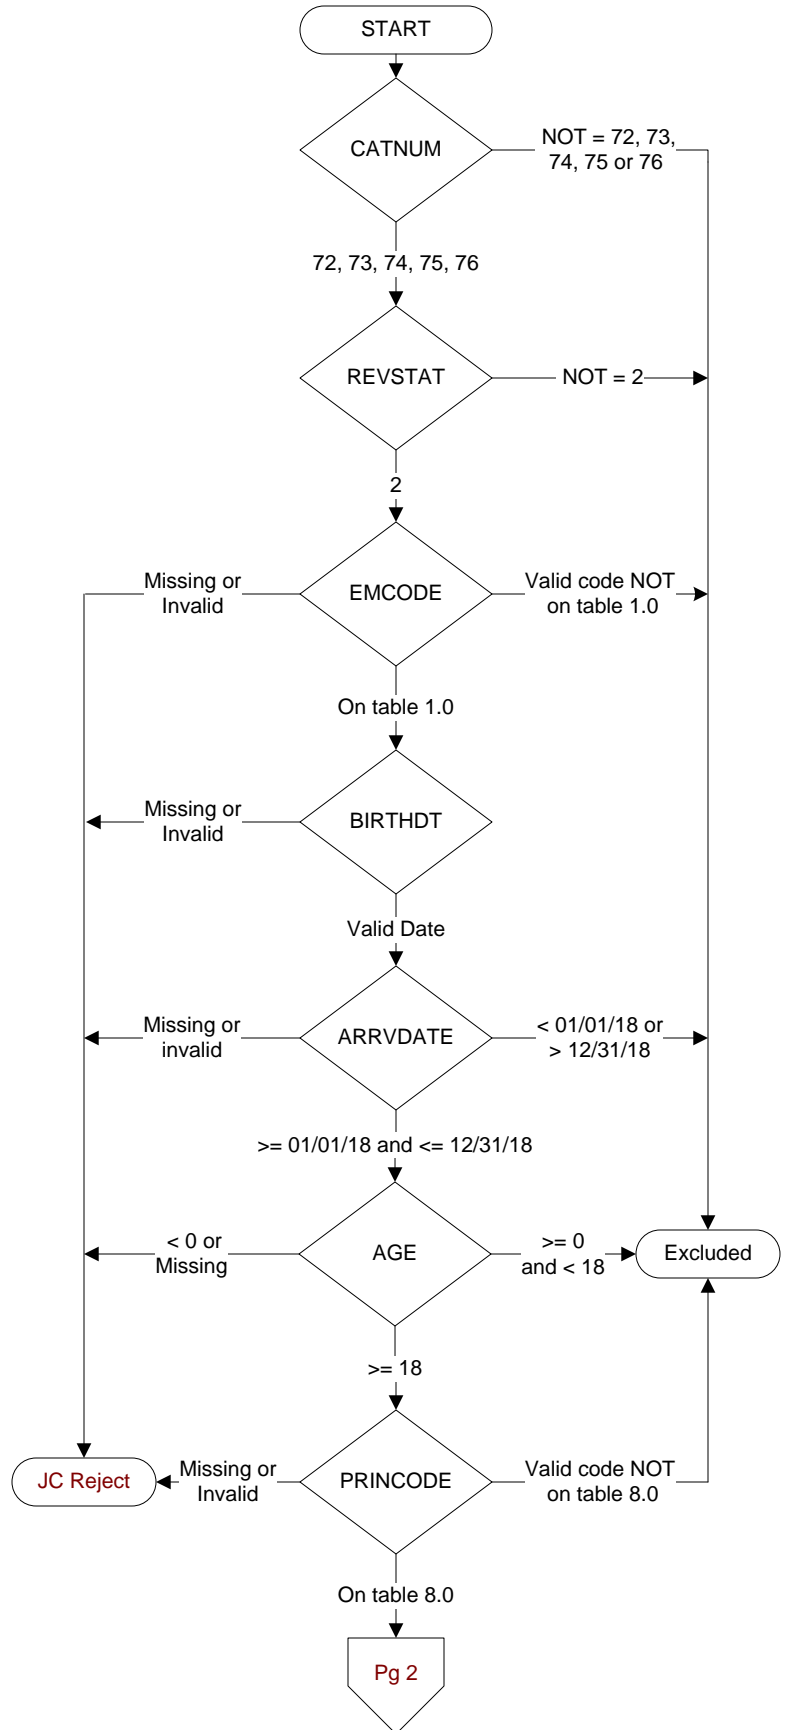 START
CATNUM
NOT = 72, 73,
74, 75 or 76
72, 73, 74, 75, 76
REVSTAT
NOT = 2
2
Missing or
Invalid
EMCODE
Valid code NOT
on table 1.0
On table 1.0
Missing or
Invalid
BIRTHDT
Valid Date
Missing or
invalid
ARRVDATE
< 01/01/18 or
> 12/31/18
>= 01/01/18 and <= 12/31/18
< 0 or
Missing
AGE
>= 0
and < 18
Excluded
>= 18
JC Reject
Missing or
Invalid
PRINCODE
Valid code NOT
on table 8.0
On table 8.0
Pg 2